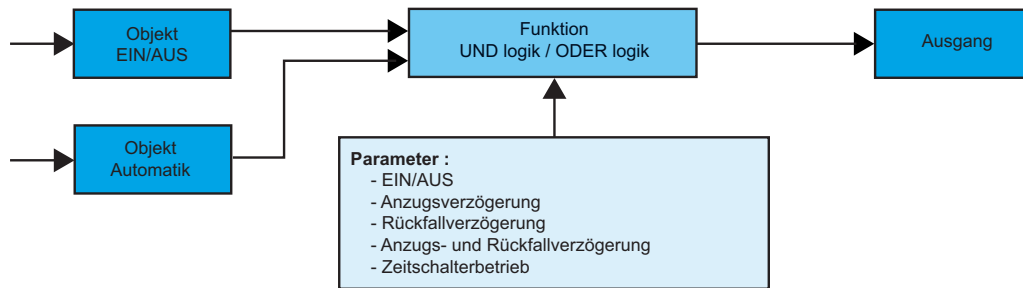 Objekt
EIN/AUS
Funktion
UND logik / ODER logik
Ausgang
Objekt
Automatik
Parameter :
- EIN/AUS
- Anzugsverzögerung
- Rückfallverzögerung
- Anzugs- und Rückfallverzögerung
- Zeitschalterbetrieb